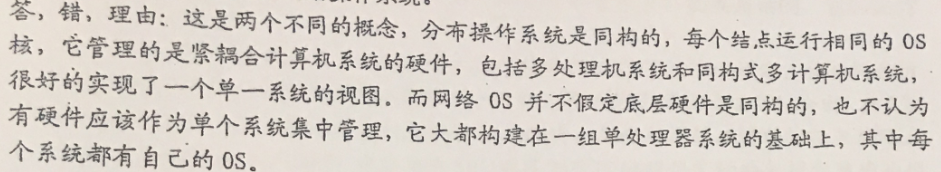 答，错，理由：这是两个不同的概念，分布操作系统是同构的，每个结点运行相同的 OS
核，它管理的是紧耦合计算机系统的硬件，包括多处理机系统和同构式多计算机系统，
很好的实现了一个单一系统的视图。而网络 OS 并不假定底层硬件是同构的，也不认为
有硬件应该作为单个系统集中管理，它大都构建在一组单处理器系统的基础上，其中每
个系统都有自己的 OS。